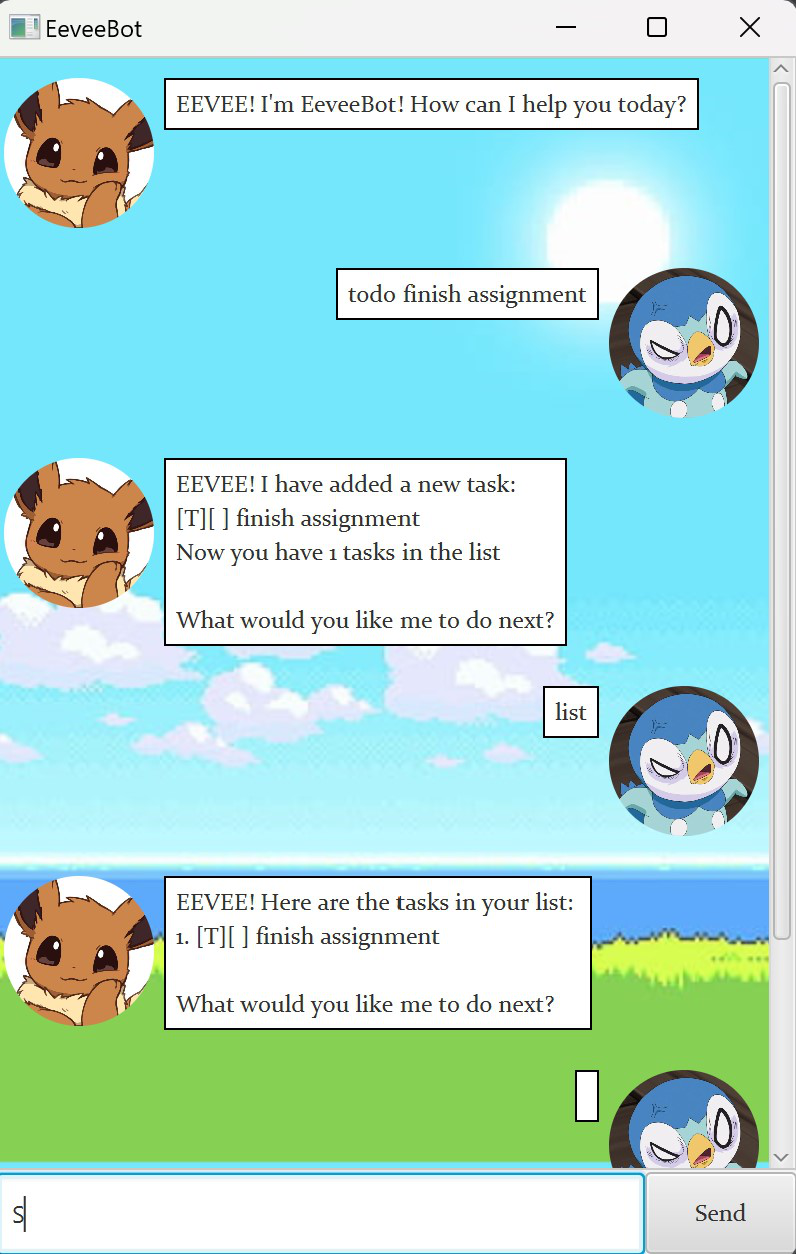 EeveeBot
EEVEE! I'm EeveeBot! How can I help you today?
todo finish assignment
EEVEE! I have added a new task:
[T][ ] finish assignment
Now you have 1 tasks in the list
What would you like me to do next?
list
EEVEE! Here are the tasks in your list:
1. [T][ ] finish assignment
What would you like me to do next?
S
Send